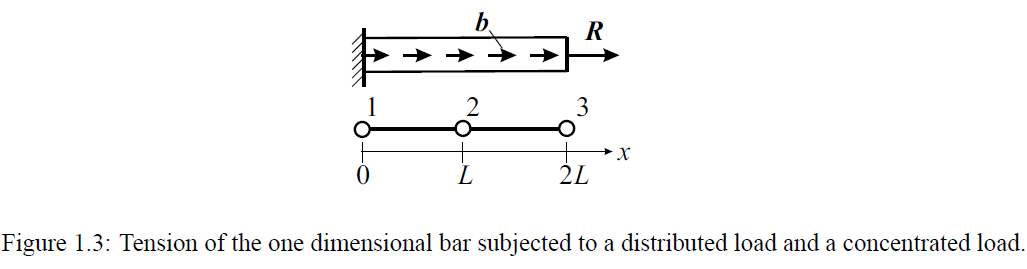 b
R
1 2 3
x
0 L 2L
Figure 1.3: Tension of the one dimensional bar subjected to a distributed load and a concentrated load.